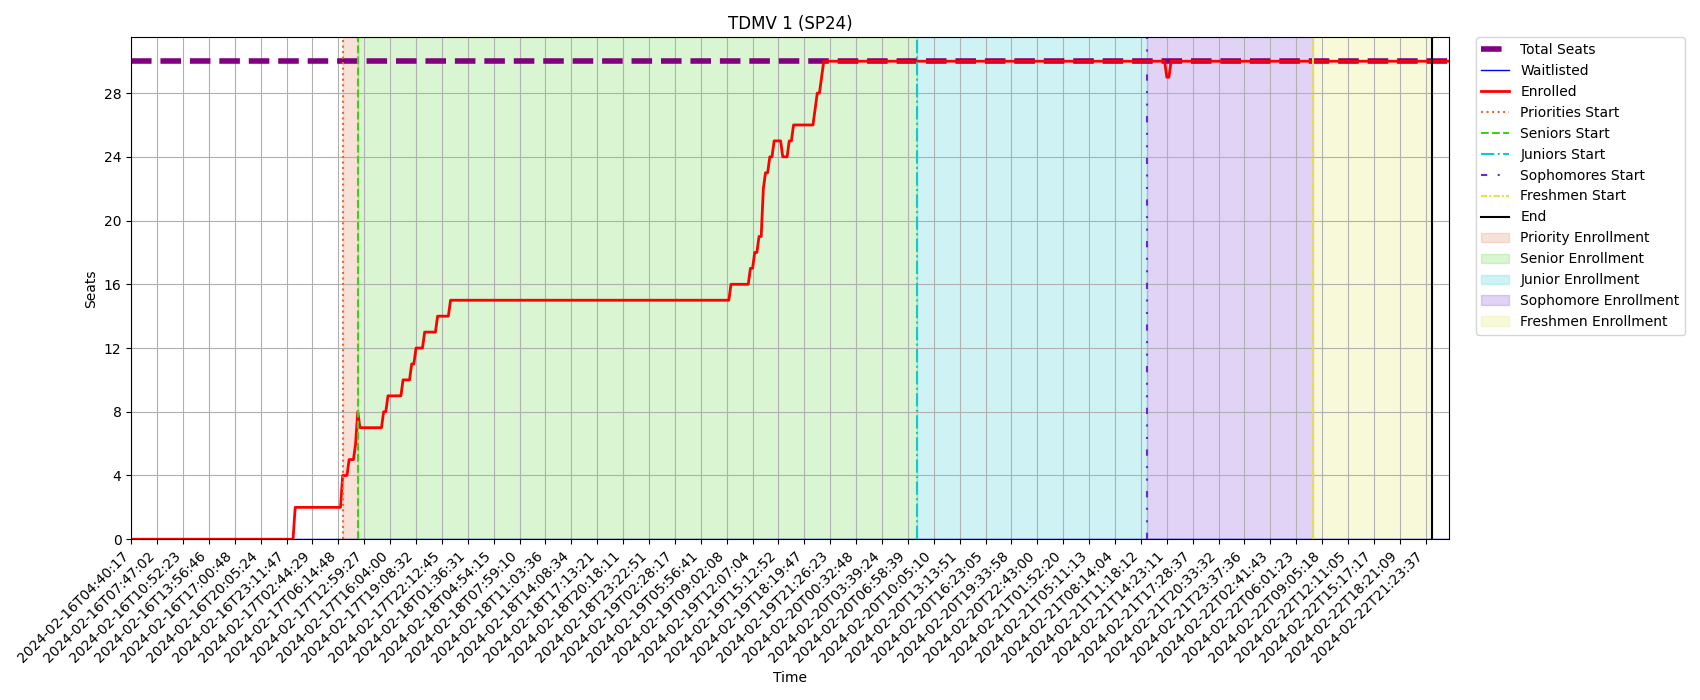 TDMV 1 (SP24)
Total Seats
Waitlisted
Enrolled
Priorities Start
Seniors Start
Juniors Start
Sophomores Start
Freshmen Start
End
Priority Enrollment
Senior Enrollment
Junior Enrollment
Sophomore Enrollment
Freshmen Enrollment
Seats
28
24
20
16
12
8
4
0
2024-02-16T04:40:17
2024-02-16T07:47:02
2024-02-16T10:52:23
2024-02-16T13:56:46
2024-02-16T17:00:48
2024-02-16T20:05:24
2024-02-16T23:11:47
2024-02-17T02:44:29
2024-02-17T06:14:48
2024-02-17T12:59:27
2024-02-17T16:04:00
2024-02-17T19:08:32
2024-02-17T22:12:45
2024-02-18T01:36:31
2024-02-18T04:54:15
2024-02-18T07:59:10
2024-02-18T11:03:36
2024-02-18T14:08:34
2024-02-18T17:13:21
2024-02-18T20:18:11
2024-02-18T23:22:51
2024-02-19T02:28:17
2024-02-19T05:56:41
2024-02-19T09:02:08
2024-02-19T12:07:04
2024-02-19T15:12:52
2024-02-19T18:19:47
2024-02-19T21:26:23
2024-02-20T00:32:48
2024-02-20T03:39:24
2024-02-20T06:58:39
2024-02-20T10:05:10
2024-02-20T13:13:51
2024-02-20T16:23:05
2024-02-20T19:33:58
2024-02-20T22:43:00
2024-02-21T01:52:20
2024-02-21T05:11:13
2024-02-21T08:14:04
2024-02-21T11:18:12
2024-02-21T14:23:11
2024-02-21T17:28:37
2024-02-21T20:33:32
2024-02-21T23:37:36
2024-02-22T02:41:43
2024-02-22T06:01:23
2024-02-22T09:05:18
2024-02-22T12:11:05
2024-02-22T15:17:17
2024-02-22T18:21:09
2024-02-22T21:23:37
Time